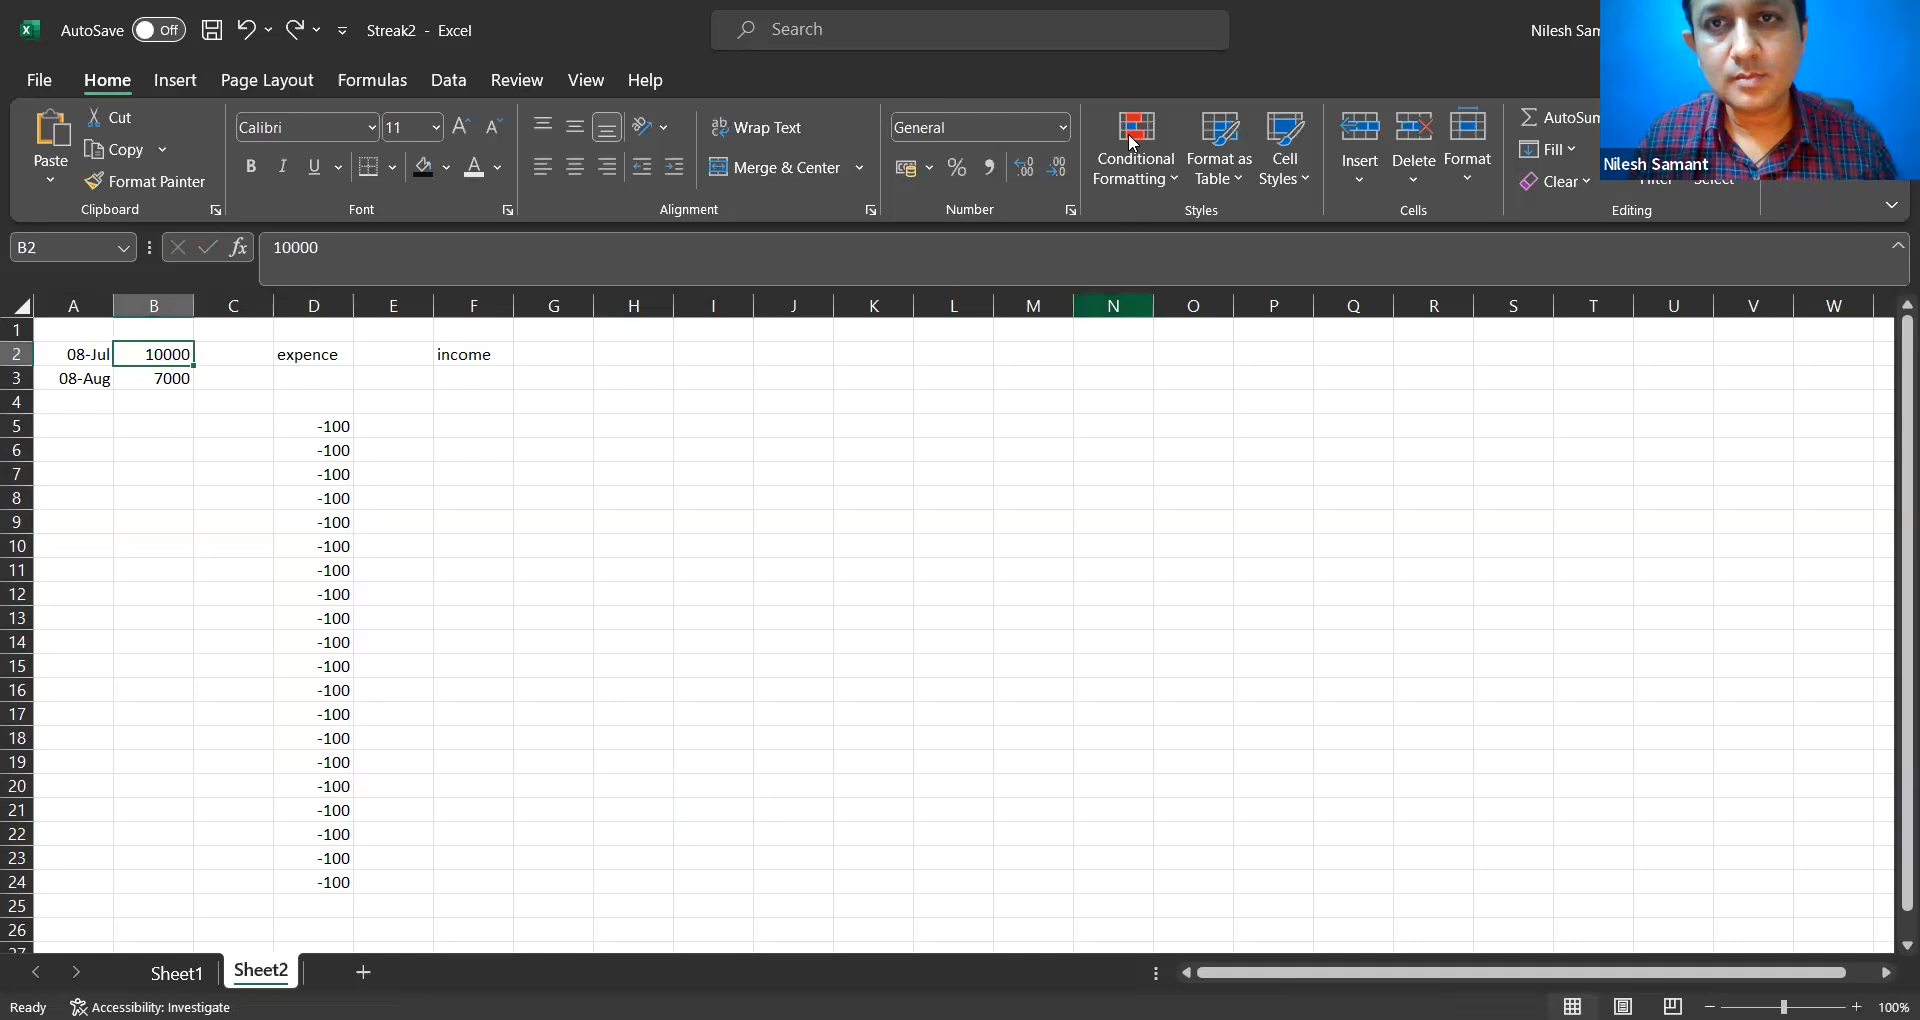 AutoSave Off Streak2 - Excel Search Nilesh Sam
File Home Insert Page Layout Formulas Data Review View Help
Paste Cut Copy Format Painter Clipboard
Calibri 11 B I U Font
Wrap Text Merge & Center Alignment
General Number
Conditional Formatting Format as Table Cell Styles Styles
Insert Delete Format Cells
AutoSum Fill Clear Filter Select Editing
Nilesh Samant
B2 fx 10000
A B C D E F G H I J K L M N O P Q R S T U V W
1
2 08-Jul 10000 expence income
3 08-Aug 7000
4
5 -100
6 -100
7 -100
8 -100
9 -100
10 -100
11 -100
12 -100
13 -100
14 -100
15 -100
16 -100
17 -100
18 -100
19 -100
20 -100
21 -100
22 -100
23 -100
24 -100
25
26
27
Sheet1 Sheet2 +
Ready Accessibility: Investigate 100%